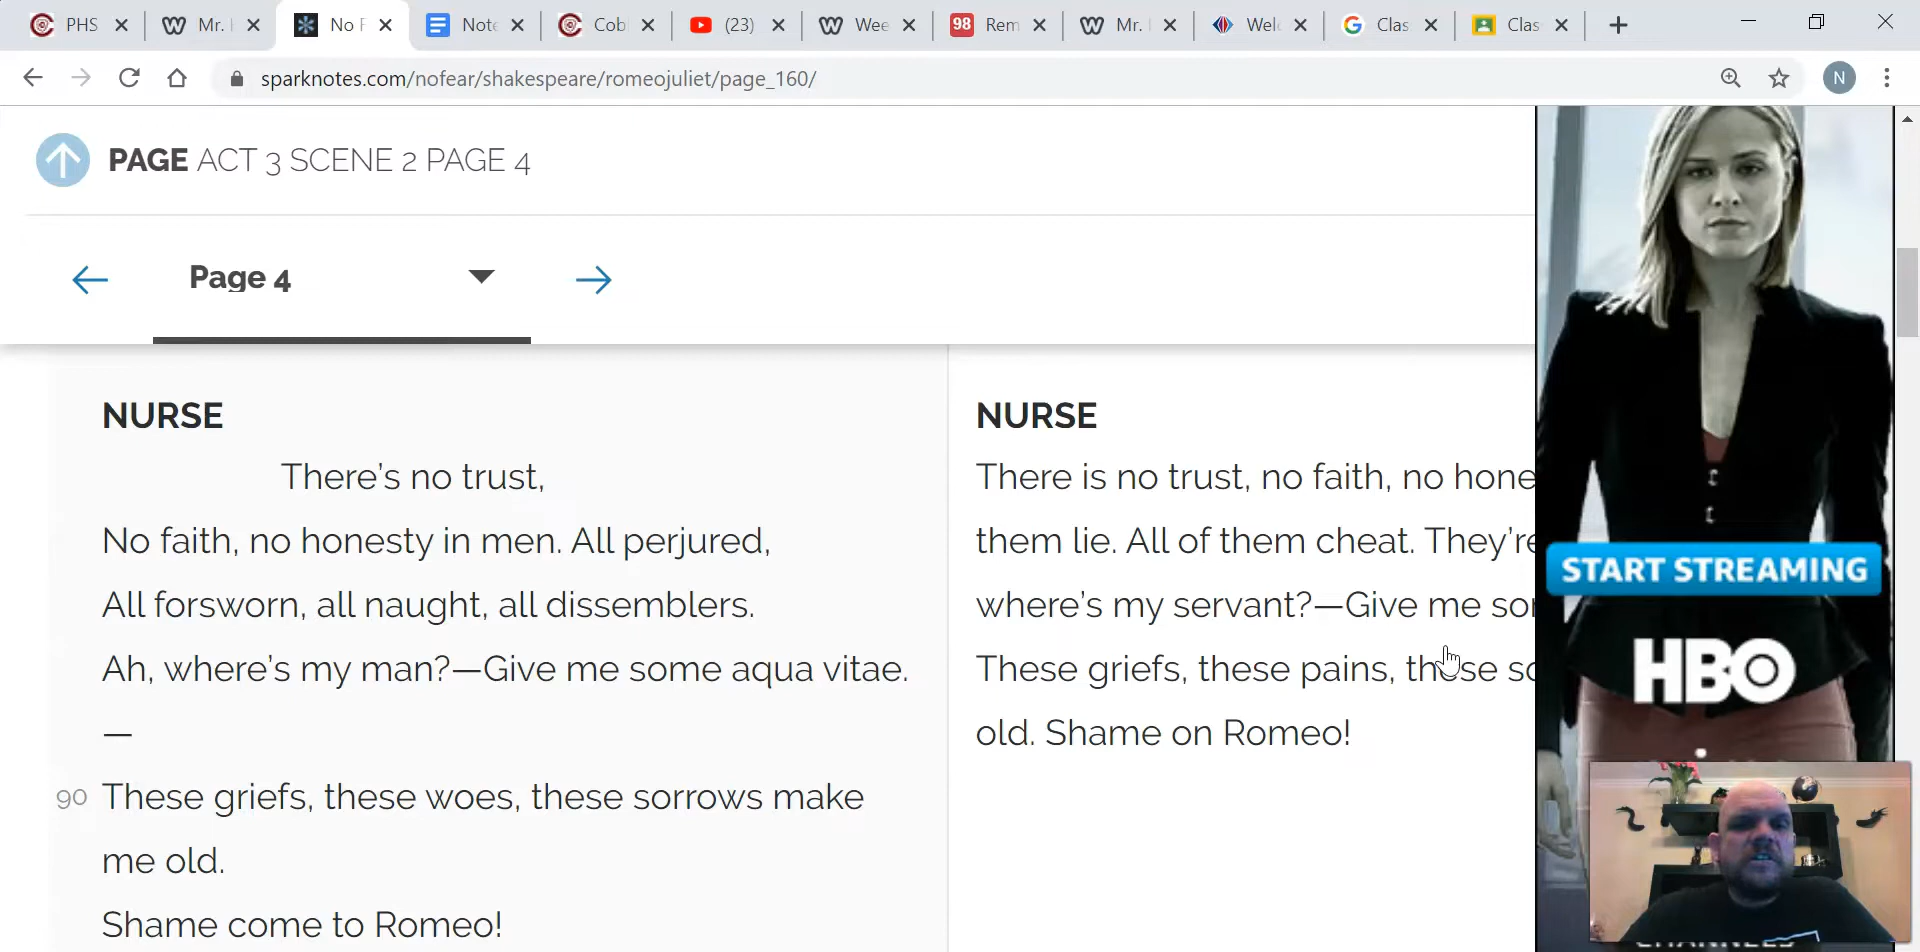 PHS
Mr.
No F
Note
Cob
(23)
Wee
98 Rem
Mr.
Welc
Clas
Clas
sparknotes.com/nofear/shakespeare/romeojuliet/page_160/
N
PAGE ACT 3 SCENE 2 PAGE 4
Page 4
NURSE
There’s no trust,
No faith, no honesty in men. All perjured,
All forsworn, all naught, all dissemblers.
Ah, where’s my man?—Give me some aqua vitae.
—
90 These griefs, these woes, these sorrows make
me old.
Shame come to Romeo!
NURSE
There is no trust, no faith, no hone
them lie. All of them cheat. They’re
where’s my servant?—Give me so
These griefs, these pains, these so
old. Shame on Romeo!
START STREAMING
HBO